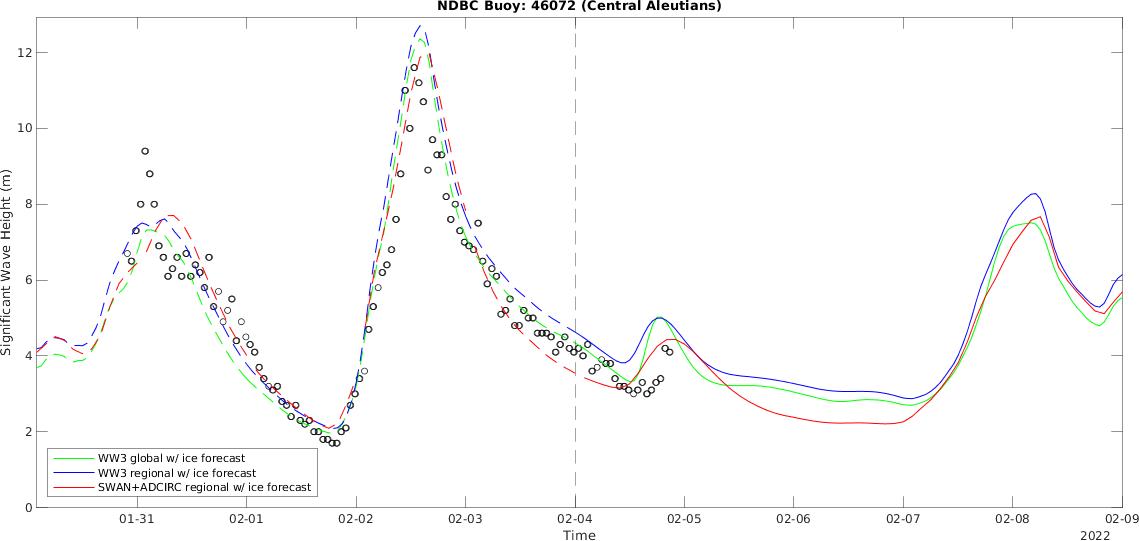 NDBC Buoy: 46072 (Central Aleutians)
Significant Wave Height (m)
12
10
8
6
4
2
0
WW3 global w/ ice forecast
WW3 regional w/ ice forecast
SWAN+ADCIRC regional w/ ice forecast
01-31 02-01 02-02 02-03 02-04 02-05 02-06 02-07 02-08 02-09
Time
2022